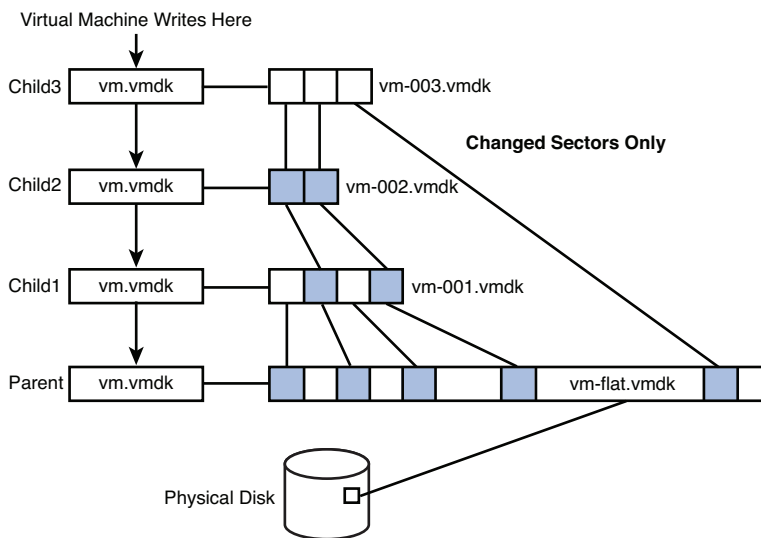 Virtual Machine Writes Here
Child3
vm.vmdk
vm-003.vmdk
Changed Sectors Only
Child2
vm.vmdk
vm-002.vmdk
Child1
vm.vmdk
vm-001.vmdk
Parent
vm.vmdk
vm-flat.vmdk
Physical Disk